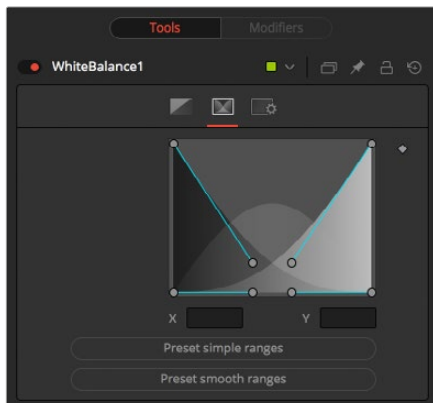 Tools Modifiers
WhiteBalance1
X Y
Preset simple ranges
Preset smooth ranges